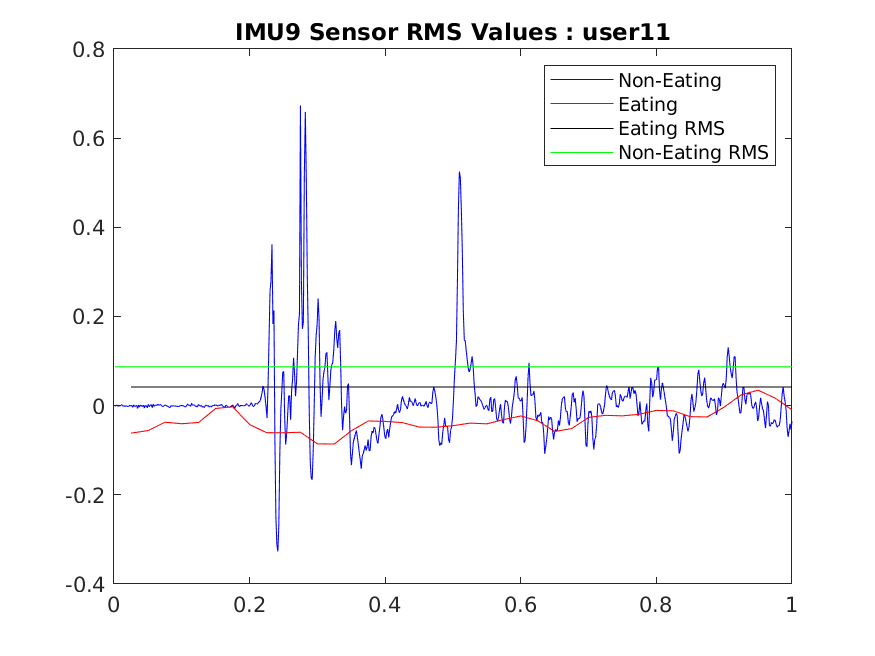 IMU9 Sensor RMS Values : user11
0.8
0.6
0.4
0.2
0
-0.2
-0.4
Non-Eating
Eating
Eating RMS
Non-Eating RMS
0 0.2 0.4 0.6 0.8 1